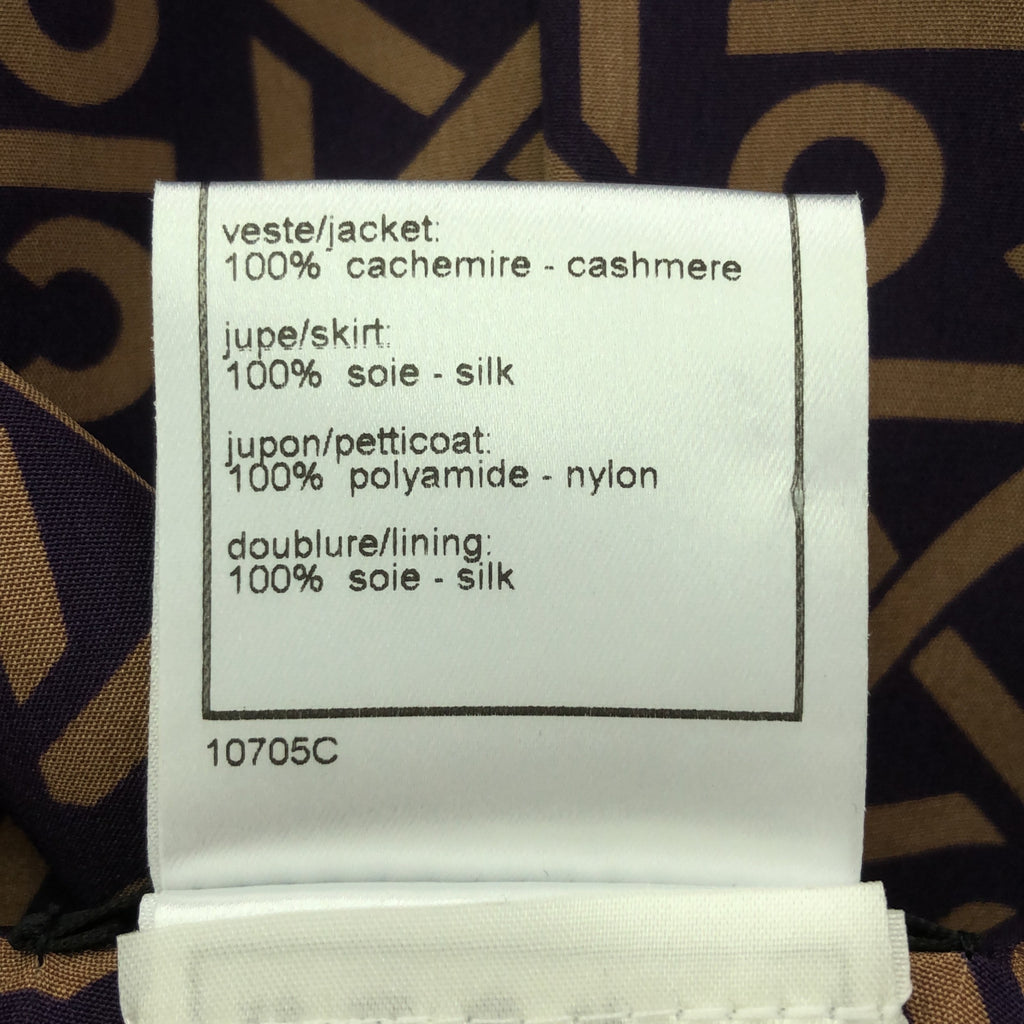 veste/jacket:
100% cachemire - cashmere
jupe/skirt:
100% soie - silk
jupon/petticoat:
100% polyamide - nylon
doublure/lining:
100% soie - silk
10705C